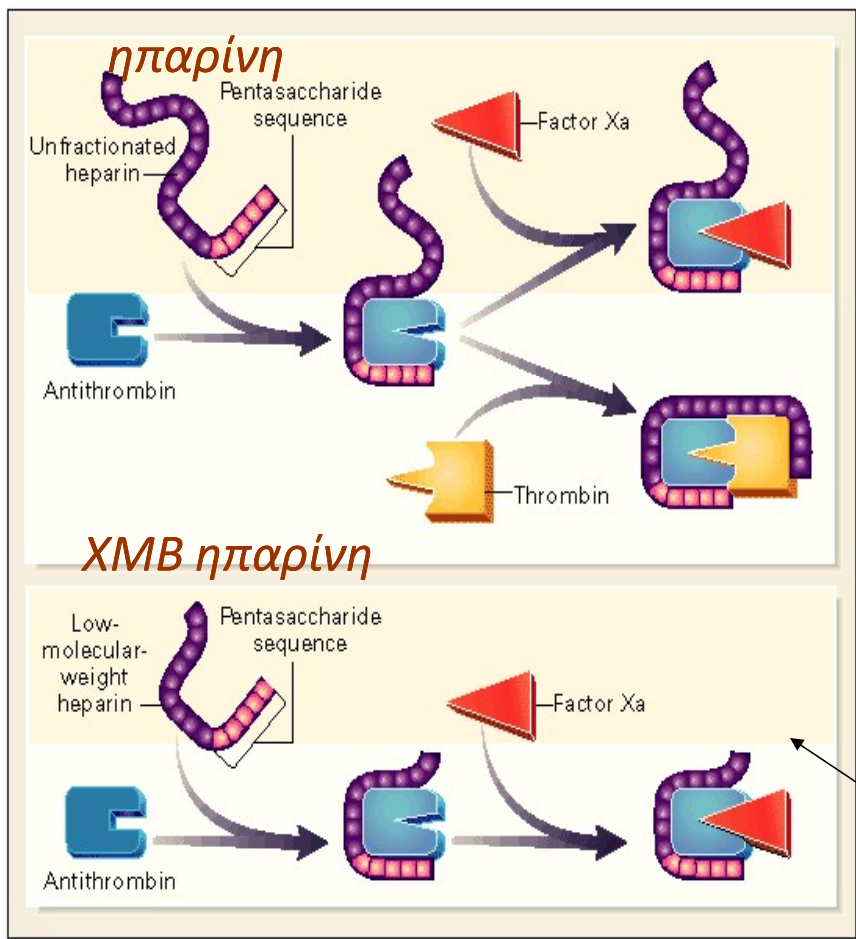 ηπαρίνη
Pentasaccharide
sequence
Factor Xa
Unfractionated
heparin
Antithrombin
Thrombin
ΧΜΒ ηπαρίνη
Low-
molecular-
weight
heparin
Pentasaccharide
sequence
Factor Xa
Antithrombin